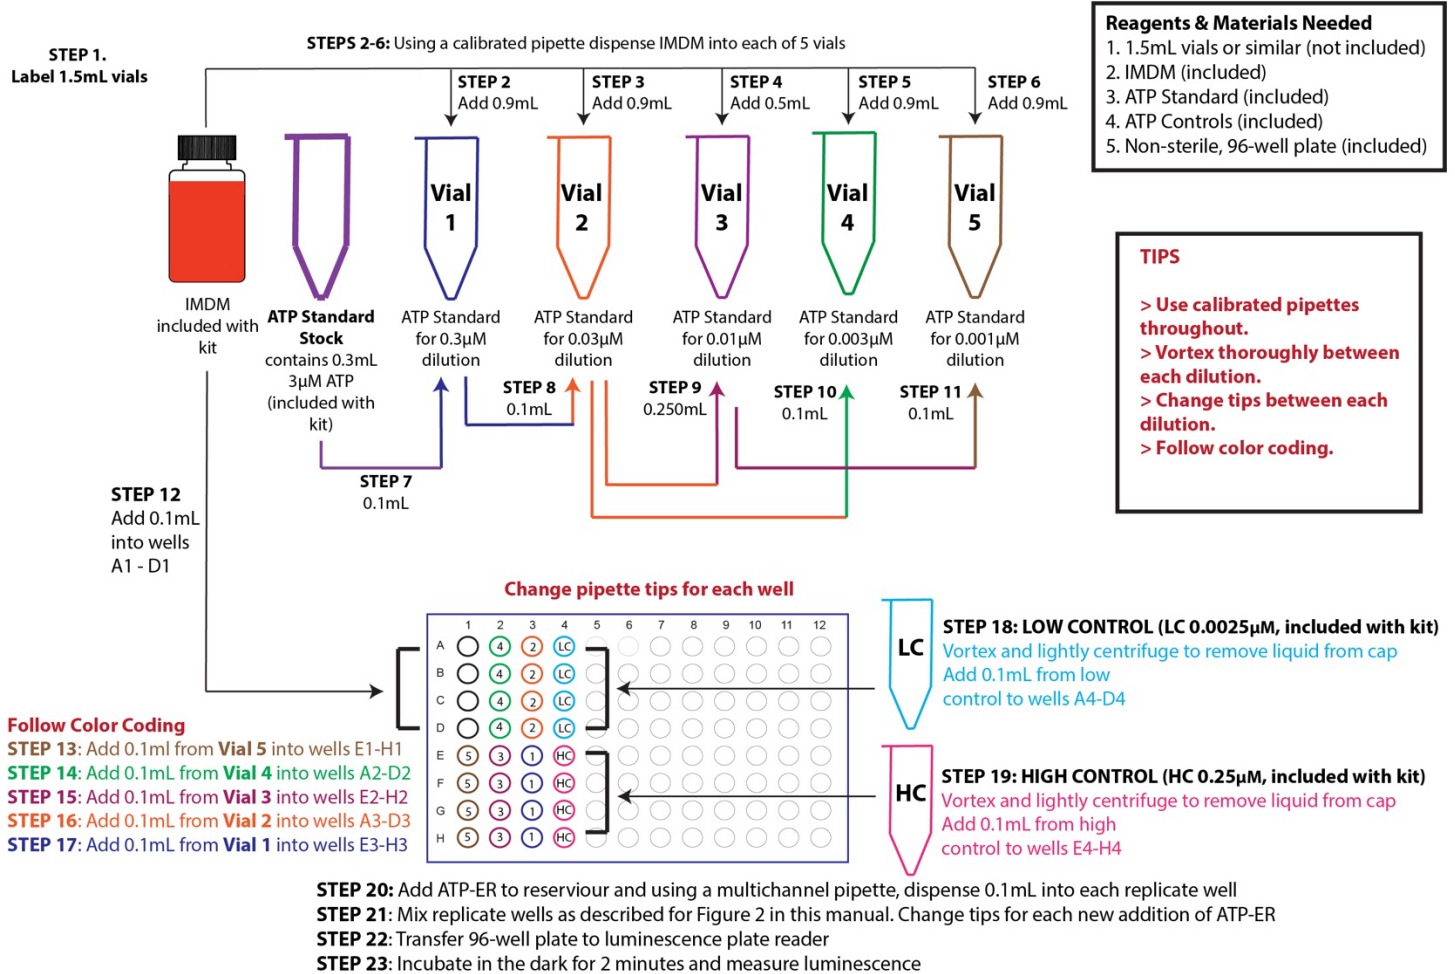 STEP 1.
Label 1.5mL vials
STEPS 2-6: Using a calibrated pipette dispense IMDM into each of 5 vials
STEP 2
Add 0.9mL
STEP 3
Add 0.9mL
STEP 4
Add 0.5mL
STEP 5
Add 0.9mL
STEP 6
Add 0.9mL
Reagents & Materials Needed
1. 1.5mL vials or similar (not included)
2. IMDM (included)
3. ATP Standard (included)
4. ATP Controls (included)
5. Non-sterile, 96-well plate (included)
Vial
1
Vial
2
Vial
3
Vial
4
Vial
5
TIPS
> Use calibrated pipettes
throughout.
> Vortex thoroughly between
each dilution.
> Change tips between each
dilution.
> Follow color coding.
IMDM
included with
kit
ATP Standard
Stock
contains 0.3mL
3µM ATP
(included with
kit)
ATP Standard
for 0.3µM
dilution
ATP Standard
for 0.03µM
dilution
ATP Standard
for 0.01µM
dilution
ATP Standard
for 0.003µM
dilution
ATP Standard
for 0.001µM
dilution
STEP 7
0.1mL
STEP 8
0.1mL
STEP 9
0.250mL
STEP 10
0.1mL
STEP 11
0.1mL
STEP 12
Add 0.1mL
into wells
A1 - D1
Change pipette tips for each well
1 2 3 4 5 6 7 8 9 10 11 12
A 4 2 LC
B 4 2 LC
C 4 2 LC
D 4 2 LC
E 5 3 1 HC
F 5 3 1 HC
G 5 3 1 HC
H 5 3 1 HC
LC
STEP 18: LOW CONTROL (LC 0.0025µM, included with kit)
Vortex and lightly centrifuge to remove liquid from cap
Add 0.1mL from low
control to wells A4-D4
HC
STEP 19: HIGH CONTROL (HC 0.25µM, included with kit)
Vortex and lightly centrifuge to remove liquid from cap
Add 0.1mL from high
control to wells E4-H4
Follow Color Coding
STEP 13: Add 0.1ml from Vial 5 into wells E1-H1
STEP 14: Add 0.1mL from Vial 4 into wells A2-D2
STEP 15: Add 0.1mL from Vial 3 into wells E2-H2
STEP 16: Add 0.1mL from Vial 2 into wells A3-D3
STEP 17: Add 0.1mL from Vial 1 into wells E3-H3
STEP 20: Add ATP-ER to reserviour and using a multichannel pipette, dispense 0.1mL into each replicate well
STEP 21: Mix replicate wells as described for Figure 2 in this manual. Change tips for each new addition of ATP-ER
STEP 22: Transfer 96-well plate to luminescence plate reader
STEP 23: Incubate in the dark for 2 minutes and measure luminescence